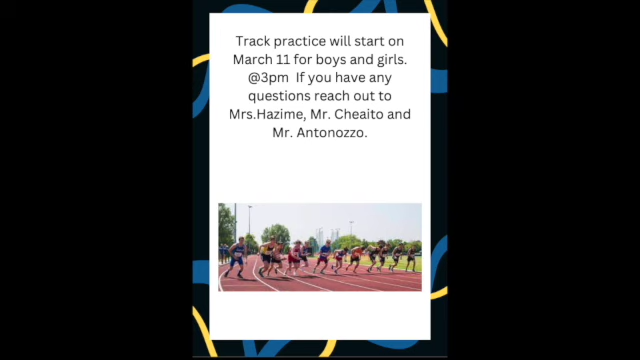 Track practice will start on
March 11 for boys and girls.
@3pm  If you have any
questions reach out to
Mrs.Hazime, Mr. Cheaito and
Mr. Antonozzo.